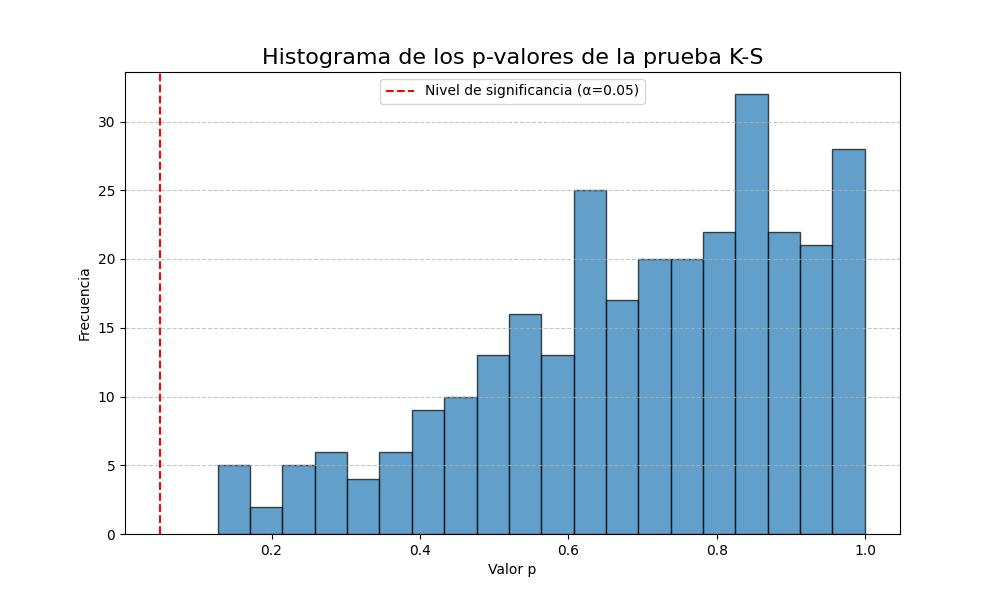 Histograma de los p-valores de la prueba K-S
Nivel de significancia (α=0.05)
30
25
20
15
10
5
0
Frecuencia
0.2 0.4 0.6 0.8 1.0
Valor p